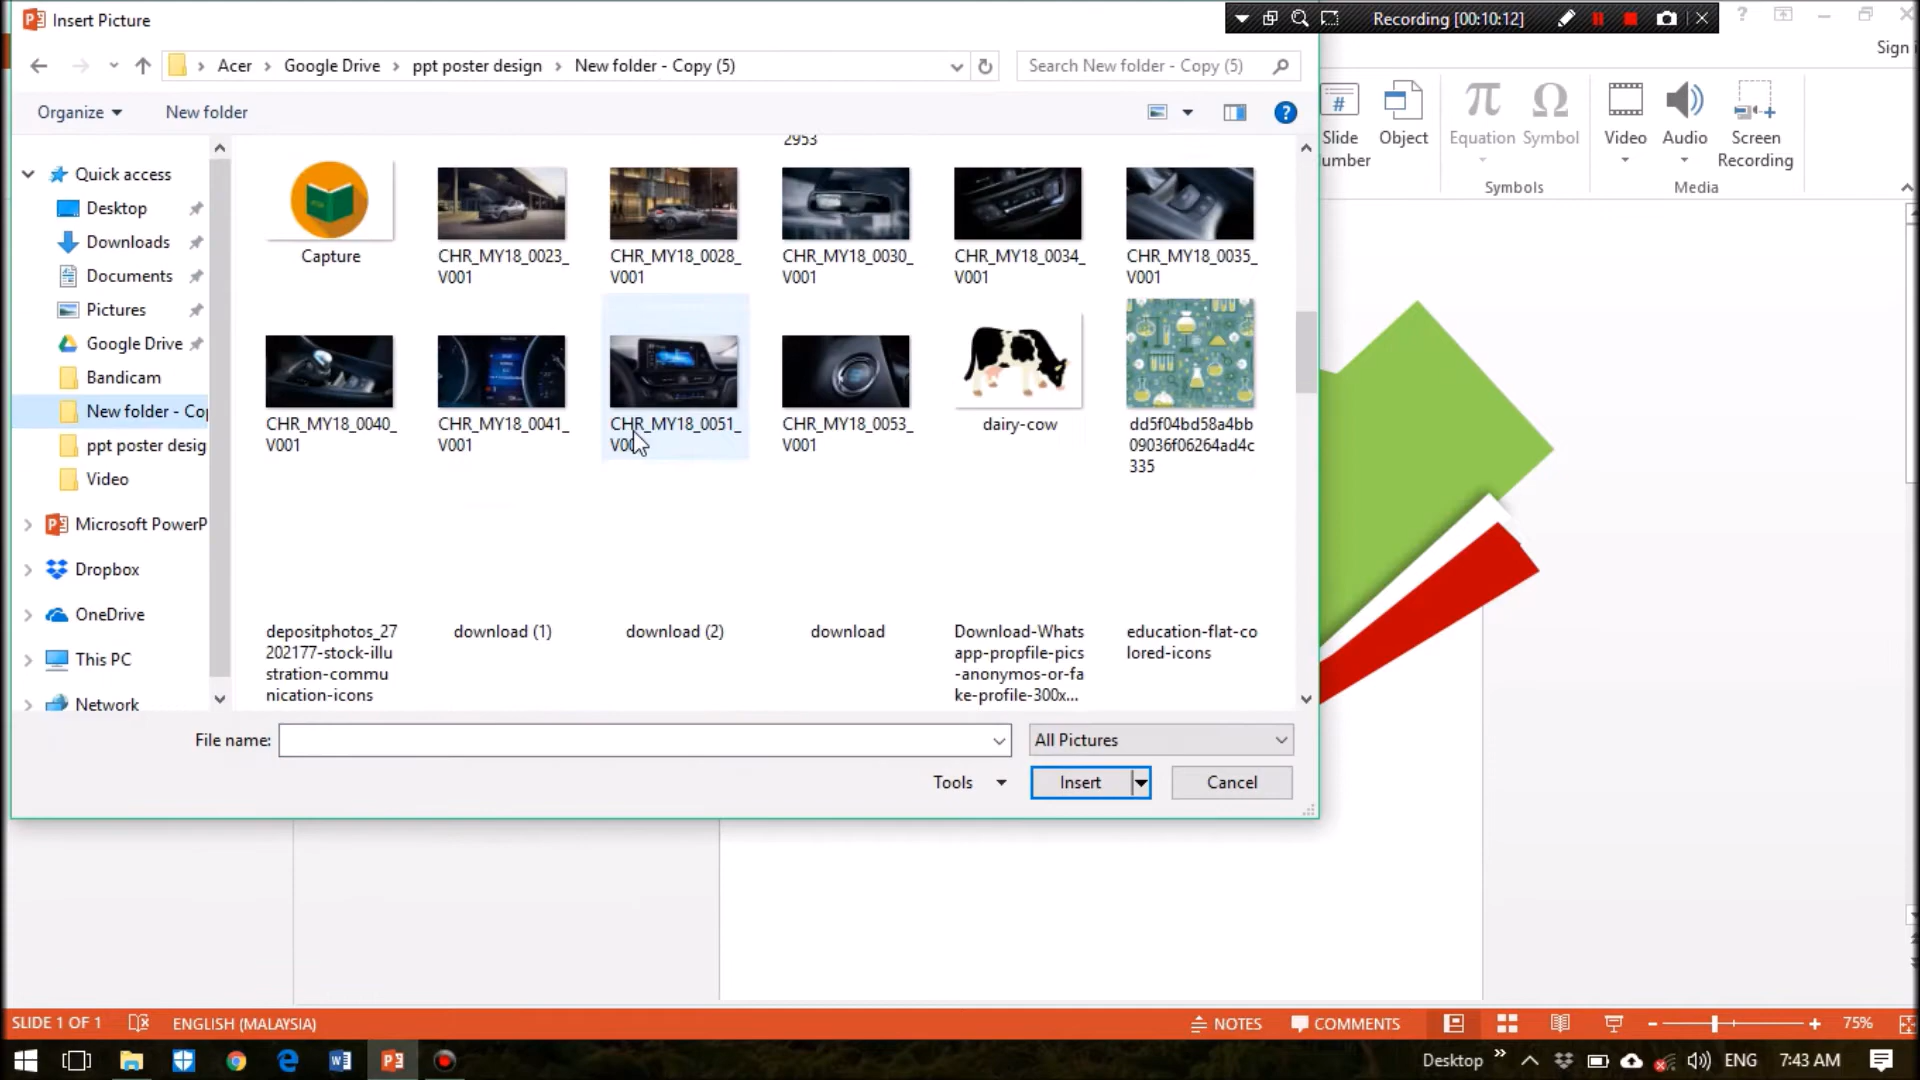 Insert Picture
Recording [00:10:12]
Sign
Acer > Google Drive > ppt poster design > New folder - Copy (5)
Search New folder - Copy (5)
Organize
New folder
Slide
umber
Object
Equation
Symbol
Video
Audio
Screen
Recording
Symbols
Media
2953
Quick access
Desktop
Downloads
Documents
Pictures
Google Drive
Bandicam
New folder - Cop
ppt poster desig
Video
Microsoft PowerP
Dropbox
OneDrive
This PC
Network
Capture
CHR_MY18_0023_
V001
CHR_MY18_0028_
V001
CHR_MY18_0030_
V001
CHR_MY18_0034_
V001
CHR_MY18_0035_
V001
CHR_MY18_0040_
V001
CHR_MY18_0041_
V001
CHR_MY18_0051_
V00
CHR_MY18_0053_
V001
dairy-cow
dd5f04bd58a4bb
09036f06264ad4c
335
depositphotos_27
202177-stock-illu
stration-commu
nication-icons
download (1)
download (2)
download
Download-Whats
app-propfile-pics
-anonymos-or-fa
ke-profile-300x...
education-flat-co
lored-icons
File name:
All Pictures
Tools
Insert
Cancel
SLIDE 1 OF 1
ENGLISH (MALAYSIA)
NOTES
COMMENTS
75%
Desktop
ENG
7:43 AM